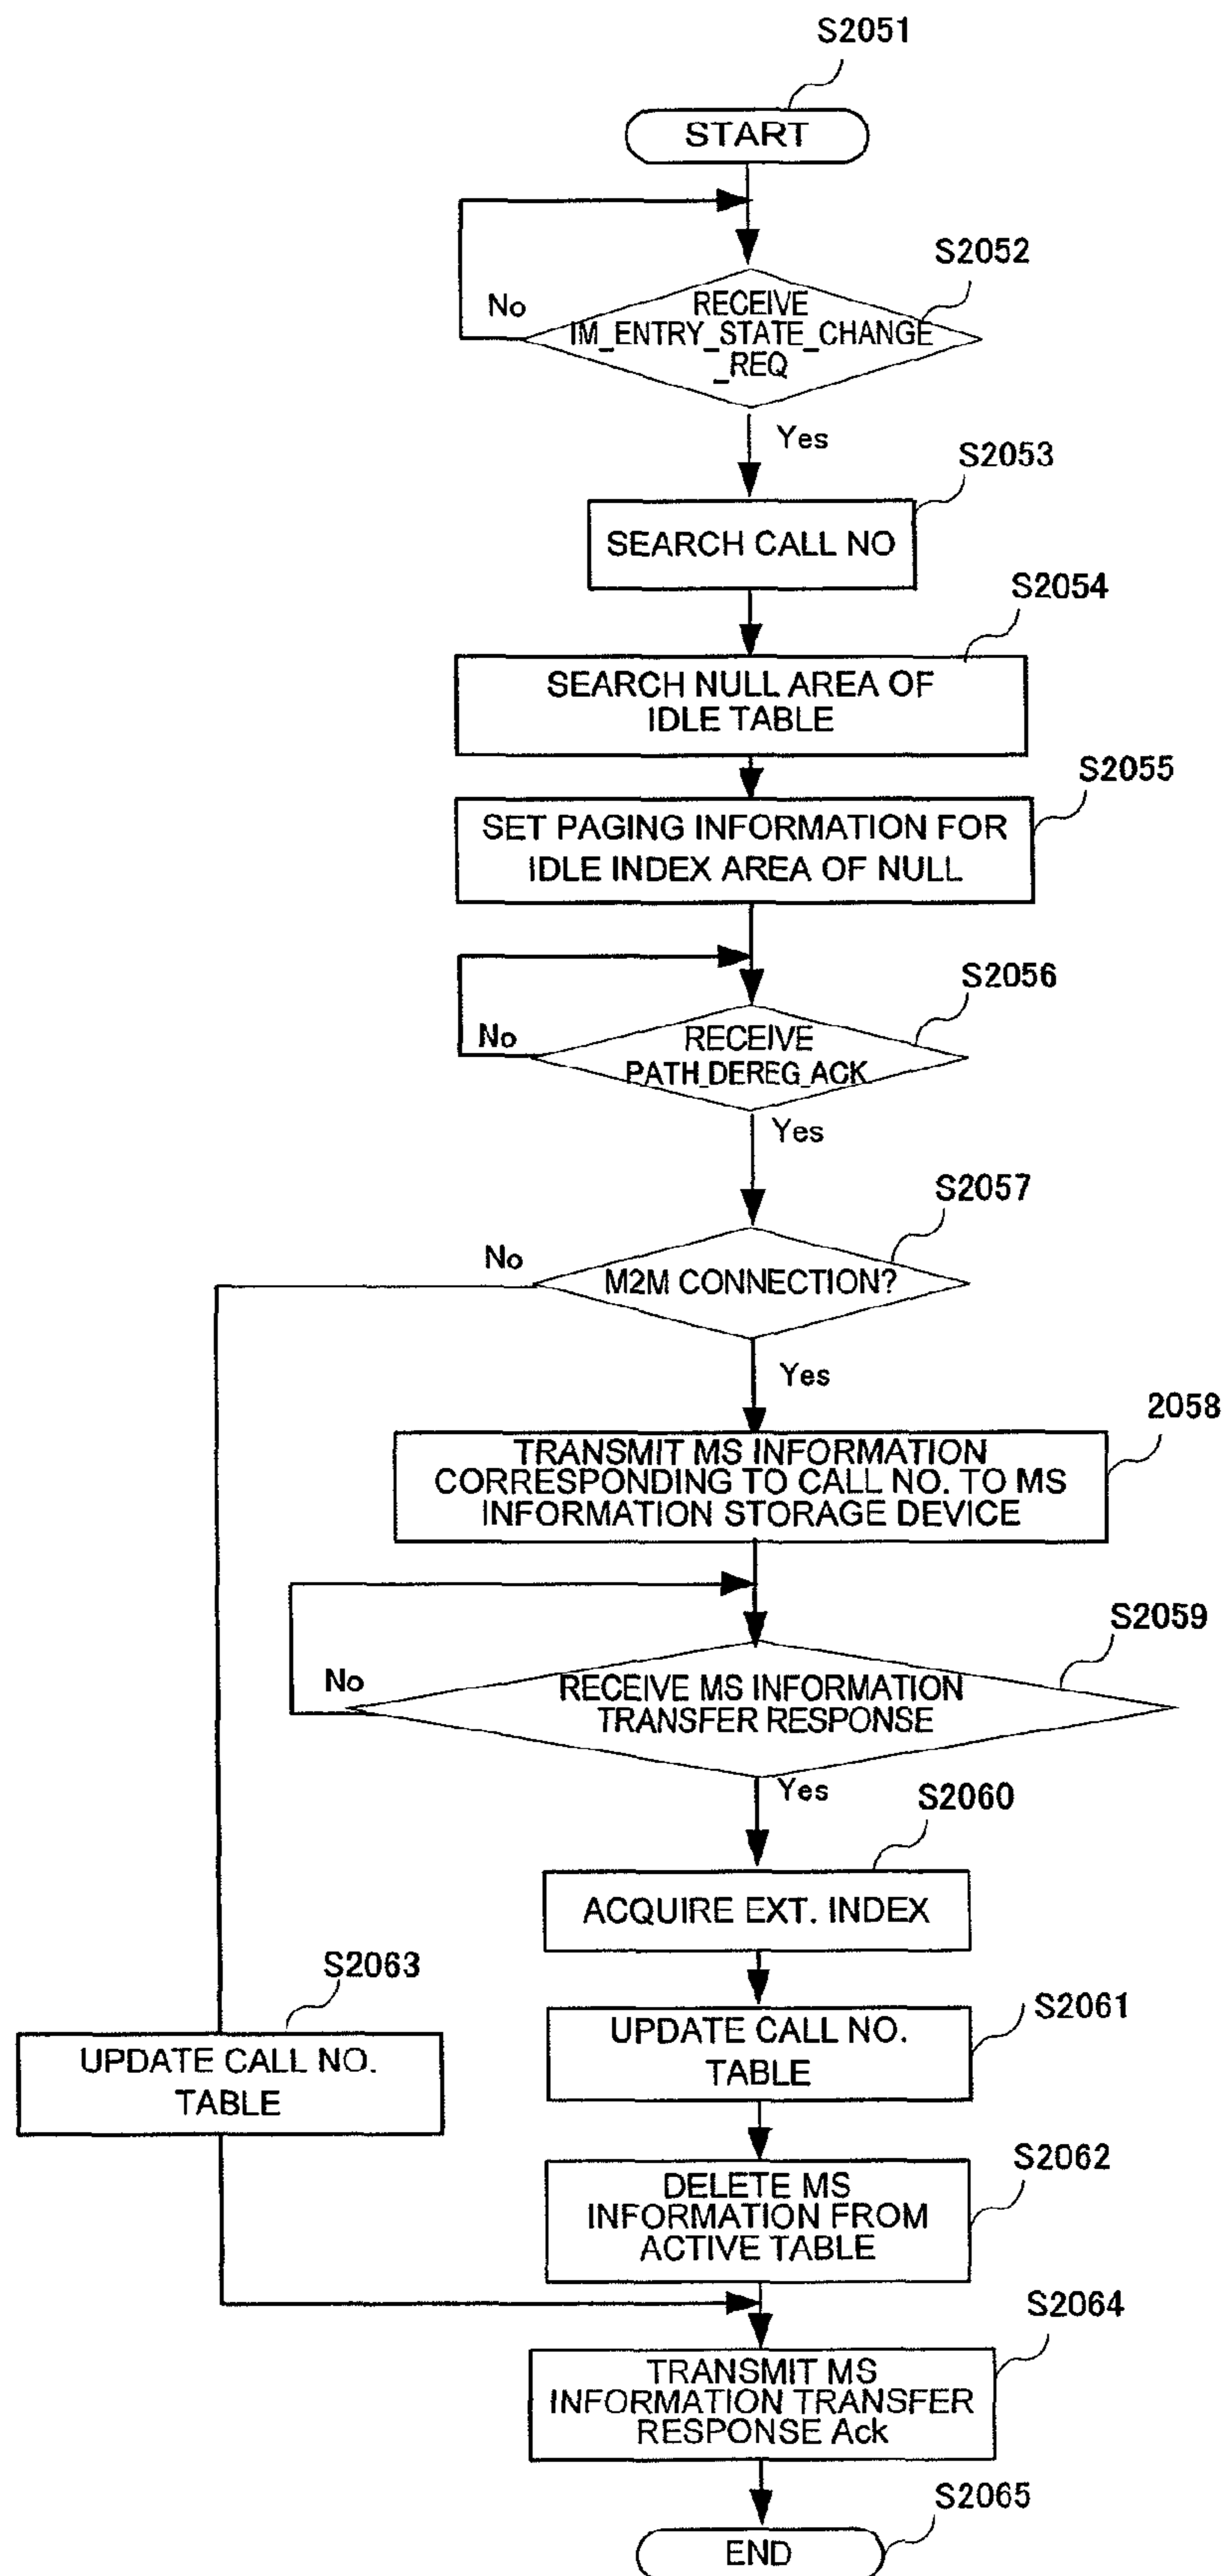 S2051
START
S2052
No
RECEIVE
IM_ENTRY_STATE_CHANGE
_REQ
Yes
S2053
SEARCH CALL NO
S2054
SEARCH NULL AREA OF
IDLE TABLE
S2055
SET PAGING INFORMATION FOR
IDLE INDEX AREA OF NULL
S2056
No
RECEIVE
PATH_DEREG_ACK
Yes
S2057
No
M2M CONNECTION?
Yes
2058
TRANSMIT MS INFORMATION
CORRESPONDING TO CALL NO. TO MS
INFORMATION STORAGE DEVICE
S2059
No
RECEIVE MS INFORMATION
TRANSFER RESPONSE
Yes
S2060
ACQUIRE EXT. INDEX
S2063
UPDATE CALL NO.
TABLE
S2061
UPDATE CALL NO.
TABLE
S2062
DELETE MS
INFORMATION FROM
ACTIVE TABLE
S2064
TRANSMIT MS
INFORMATION TRANSFER
RESPONSE Ack
S2065
END